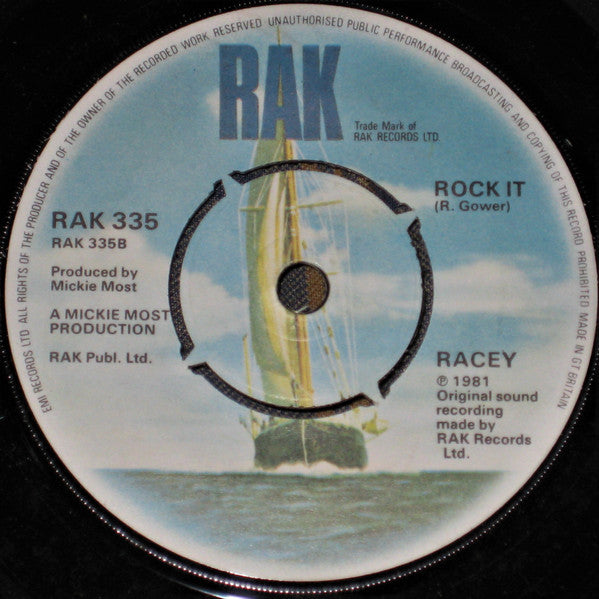 EMI RECORDS LTD ALL RIGHTS OF THE PRODUCER AND OF THE OWNER OF THE RECORDED WORK RESERVED UNAUTHORISED PUBLIC PERFORMANCE BROADCASTING AND COPYING OF THIS RECORD PROHIBITED MADE IN GT BRITAIN
RAK
Trade Mark of
RAK RECORDS LTD.
ROCK IT
(R. Gower)
RAK 335
RAK 335B
Produced by
Mickie Most
A MICKIE MOST
PRODUCTION
RAK Publ. Ltd.
RACEY
℗ 1981
Original sound
recording
made by
RAK Records
Ltd.